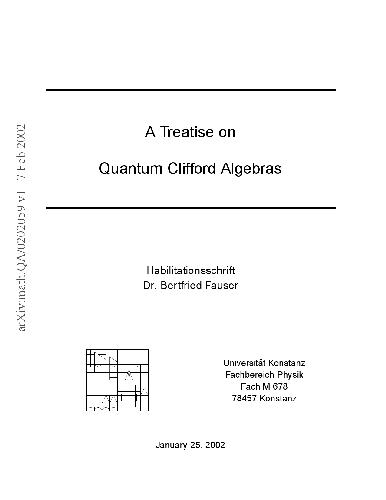 A Treatise on
Quantum Clifford Algebras
Habilitationsschrift
Dr. Bertfried Fauser
Universität Konstanz
Fachbereich Physik
Fach M 678
78457 Konstanz
January 25, 2002
arXiv:math.QA/0202059 v1 7 Feb 2002